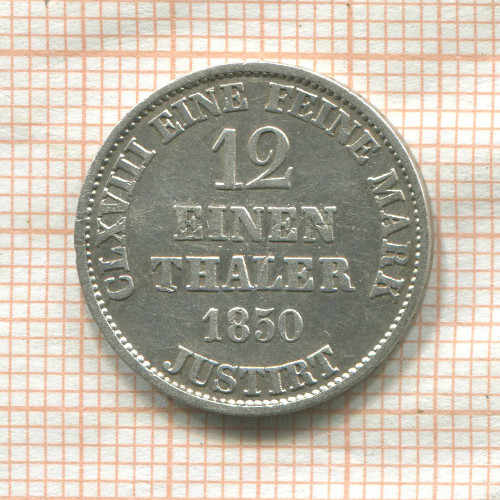 CLXVIII EINE FEINE MARK
12
EINEN
THALER
1850
JUSTIRT